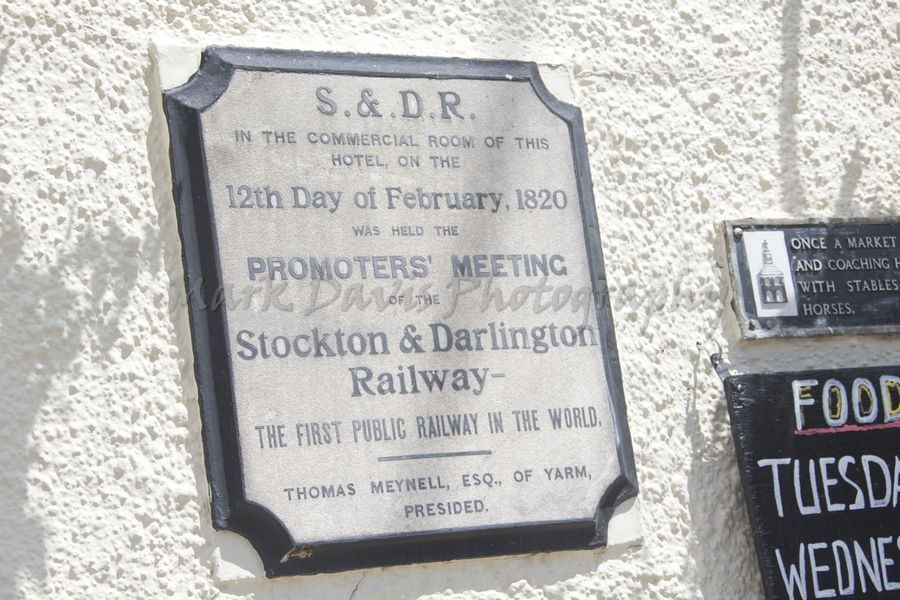 S. & D. R.
IN THE COMMERCIAL ROOM OF THIS
HOTEL, ON THE
12th Day of February, 1820
WAS HELD THE
PROMOTERS' MEETING
OF THE
Stockton & Darlington
Railway-
THE FIRST PUBLIC RAILWAY IN THE WORLD.
THOMAS MEYNELL, ESQ., OF YARM,
PRESIDED.
Mark Davis Photography
ONCE A MARKET
AND COACHING H
WITH STABLES
HORSES.
FOOD
TUESDA
WEDNE